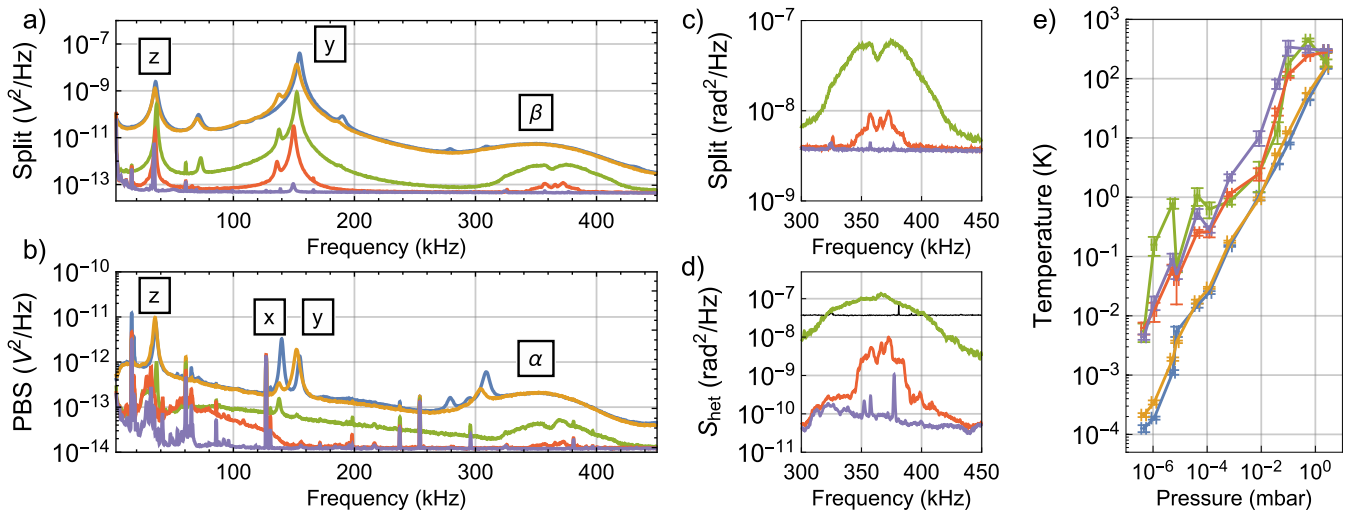 a)
Split (V²/Hz)
10⁻⁷
10⁻⁹
10⁻¹¹
10⁻¹³
z
y
β
100 200 300 400
Frequency (kHz)
b)
PBS (V²/Hz)
10⁻¹⁰
10⁻¹¹
10⁻¹²
10⁻¹³
10⁻¹⁴
z
x
y
α
100 200 300 400
Frequency (kHz)
c)
Split (rad²/Hz)
10⁻⁷
10⁻⁸
10⁻⁹
300 350 400 450
Frequency (kHz)
d)
S_het (rad²/Hz)
10⁻⁶
10⁻⁷
10⁻⁸
10⁻⁹
10⁻¹⁰
10⁻¹¹
300 350 400 450
Frequency (kHz)
e)
Temperature (K)
10³
10²
10¹
10⁰
10⁻¹
10⁻²
10⁻³
10⁻⁴
10⁻⁶ 10⁻⁴ 10⁻² 10⁰
Pressure (mbar)